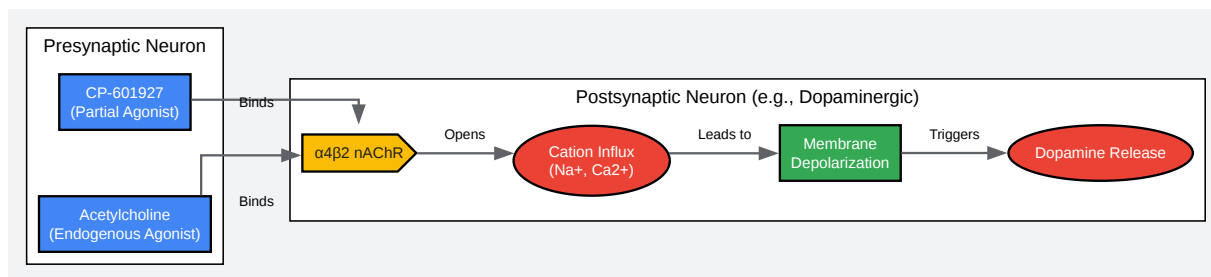 Presynaptic Neuron
CP-601927
(Partial Agonist)
Binds
Acetylcholine
(Endogenous Agonist)
Binds
Postsynaptic Neuron (e.g., Dopaminergic)
α4β2 nAChR
Opens
Cation Influx
(Na+, Ca2+)
Leads to
Membrane
Depolarization
Triggers
Dopamine Release